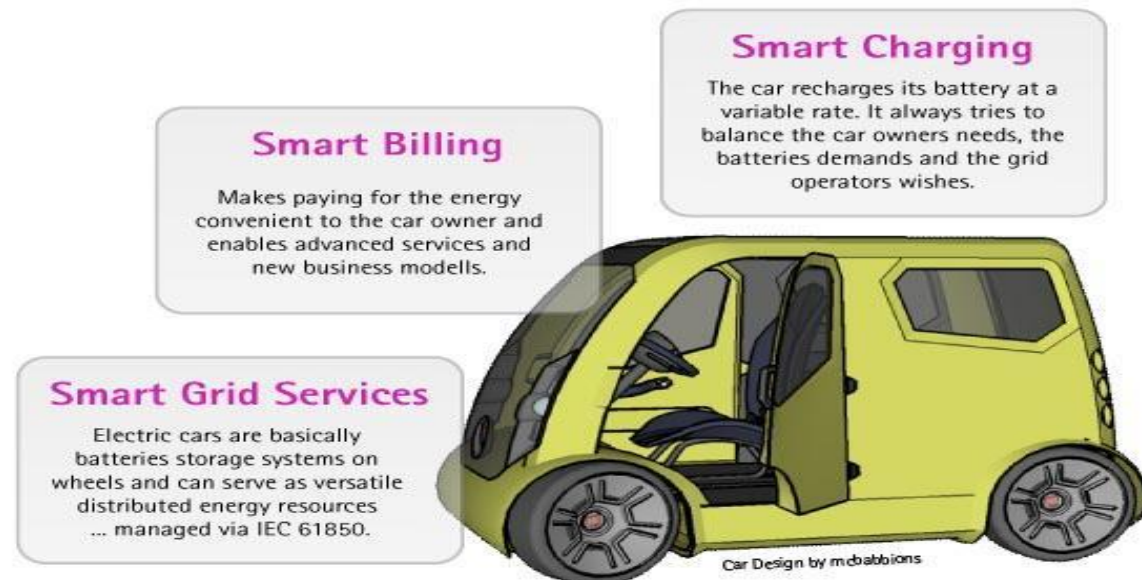 Smart Charging
The car recharges its battery at a
variable rate. It always tries to
balance the car owners needs, the
batteries demands and the grid
operators wishes.
Smart Billing
Makes paying for the energy
convenient to the car owner and
enables advanced services and
new business modells.
Smart Grid Services
Electric cars are basically
batteries storage systems on
wheels and can serve as versatile
distributed energy resources
... managed via IEC 61850.
Car Design by mcbabbions